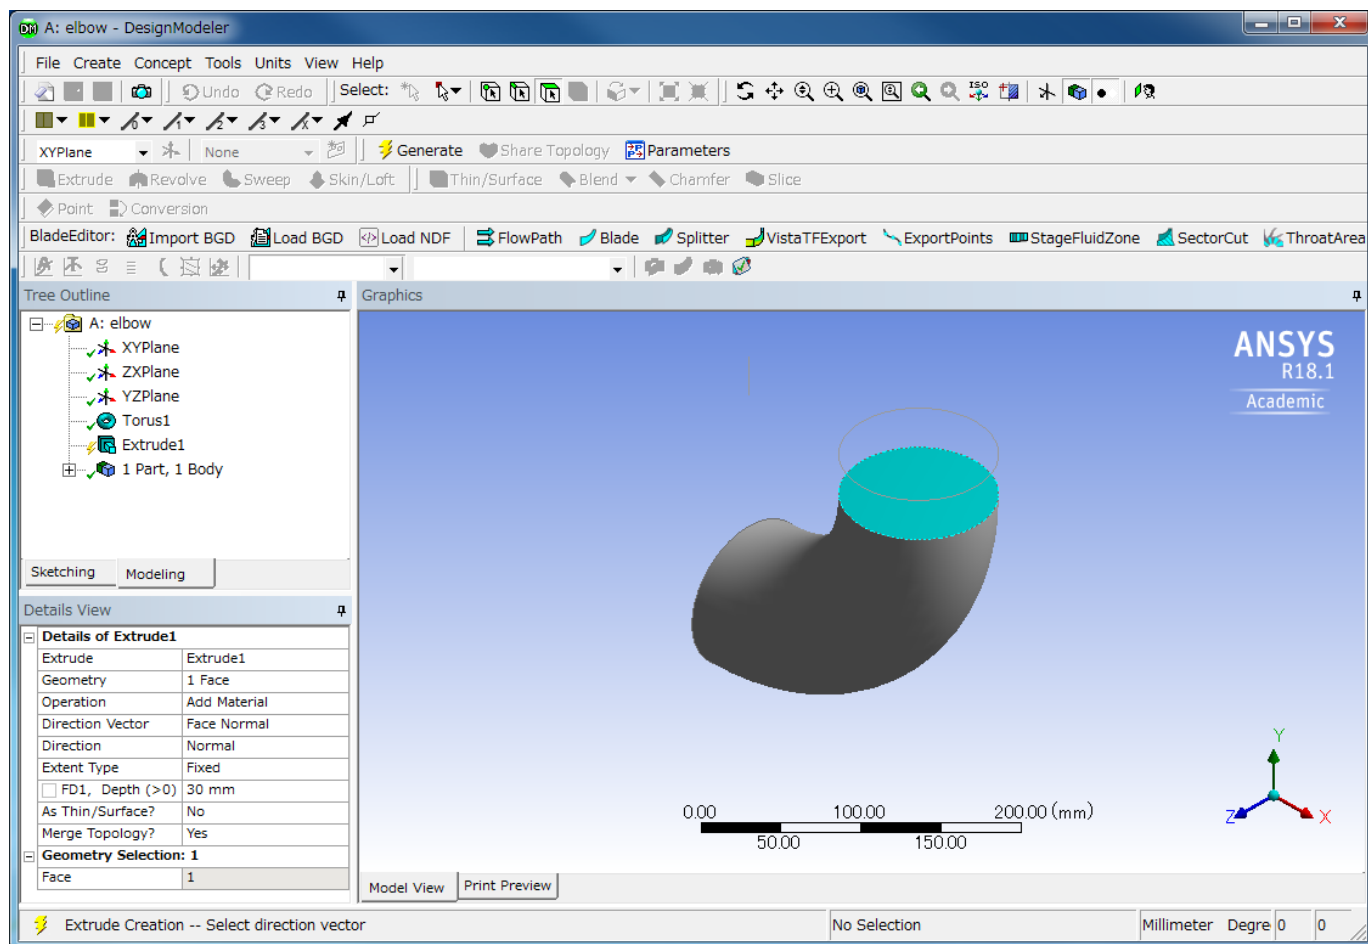 DM A: elbow - DesignModeler
File Create Concept Tools Units View Help
Undo Redo Select: ISO
XYPlane None Generate Share Topology Parameters
Extrude Revolve Sweep Skin/Loft Thin/Surface Blend Chamfer Slice
Point Conversion
BladeEditor: Import BGD Load BGD Load NDF FlowPath Blade Splitter VistaTFExport ExportPoints StageFluidZone SectorCut ThroatArea
Tree Outline
A: elbow
XYPlane
ZXPlane
YZPlane
Torus1
Extrude1
1 Part, 1 Body
Sketching Modeling
Details View
Details of Extrude1
Extrude Extrude1
Geometry 1 Face
Operation Add Material
Direction Vector Face Normal
Direction Normal
Extent Type Fixed
FD1, Depth (>0) 30 mm
As Thin/Surface? No
Merge Topology? Yes
Geometry Selection: 1
Face 1
Graphics
ANSYS
R18.1
Academic
0.00 100.00 200.00 (mm)
50.00 150.00
Y
Z X
Model View Print Preview
Extrude Creation -- Select direction vector No Selection Millimeter Degre 0 0